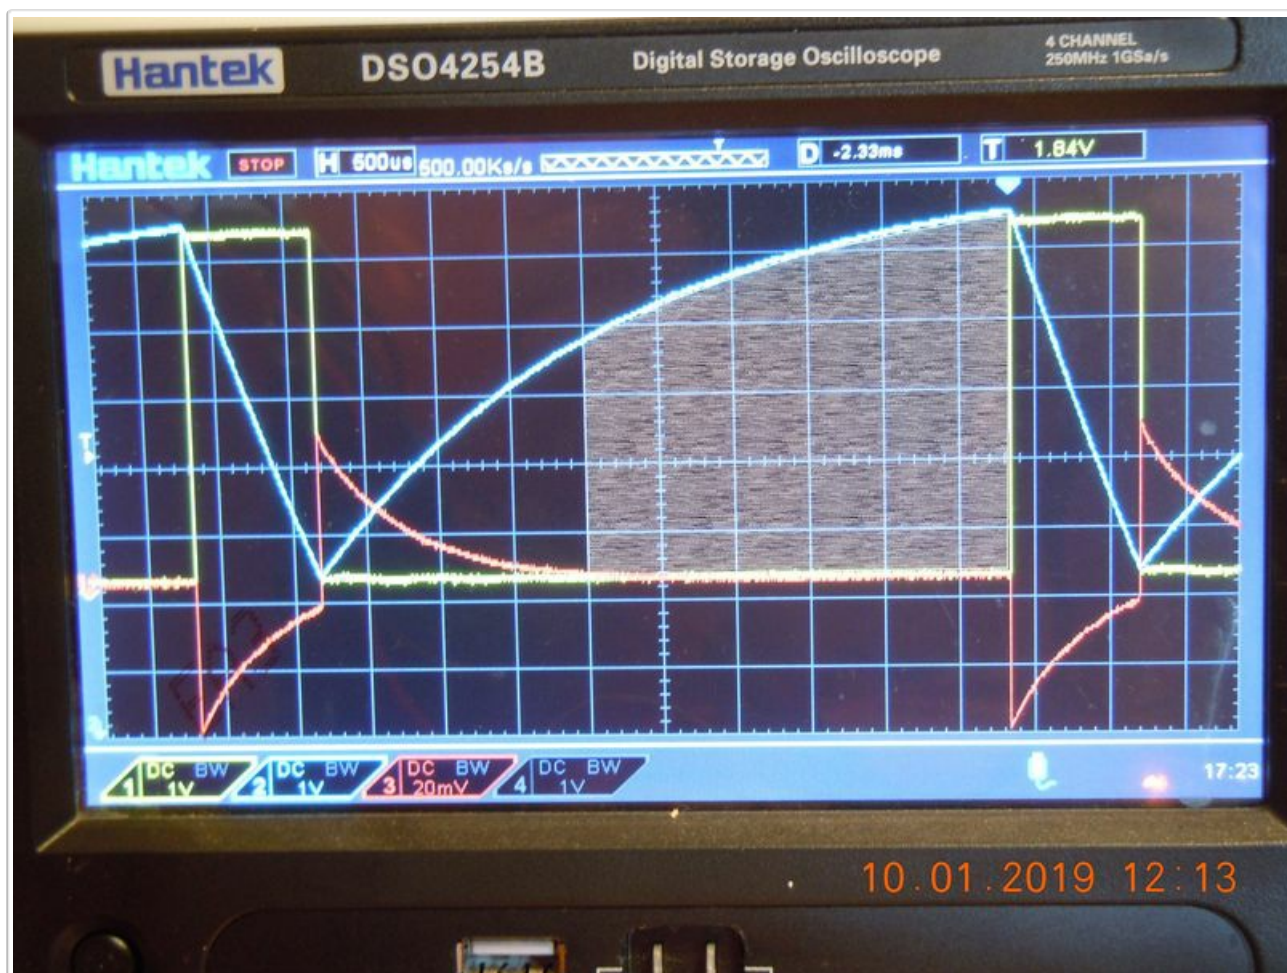 Hantek DSO4254B Digital Storage Oscilloscope 4 CHANNEL
250MHz 1GSa/s
Hantek STOP H 500us 500.00Ks/s T D -2.33ms T 1.84V
T
1 DC BW 1V 2 DC BW 1V 3 DC BW 20mV 4 DC BW 1V
17:23
10.01.2019 12:13